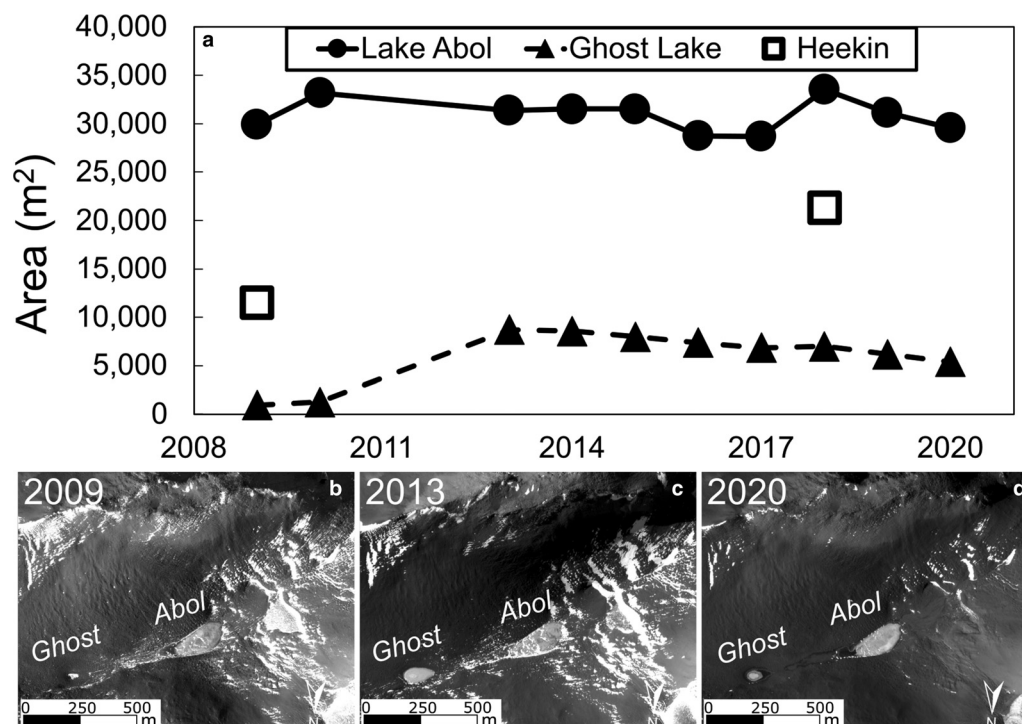 40,000
a
Lake Abol
Ghost Lake
Heekin
35,000
30,000
25,000
20,000
15,000
10,000
5,000
0
Area (m²)
2008
2011
2014
2017
2020
2009
b
Ghost
Abol
0
250
500
m
N
2013
c
Ghost
Abol
0
250
500
m
N
2020
d
Ghost
Abol
0
250
500
m
N